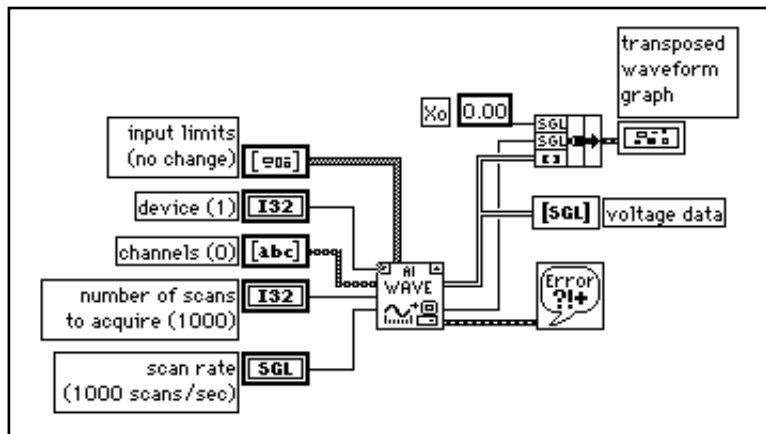 transposed
waveform
graph
Xo 0.00
SGL
SGL
[ ]
input limits
(no change)
device (1) I32
[SGL] voltage data
channels (0) [abc]
AI
WAVE
Error
?!+
number of scans
to acquire (1000)
I32
scan rate
(1000 scans/sec)
SGL